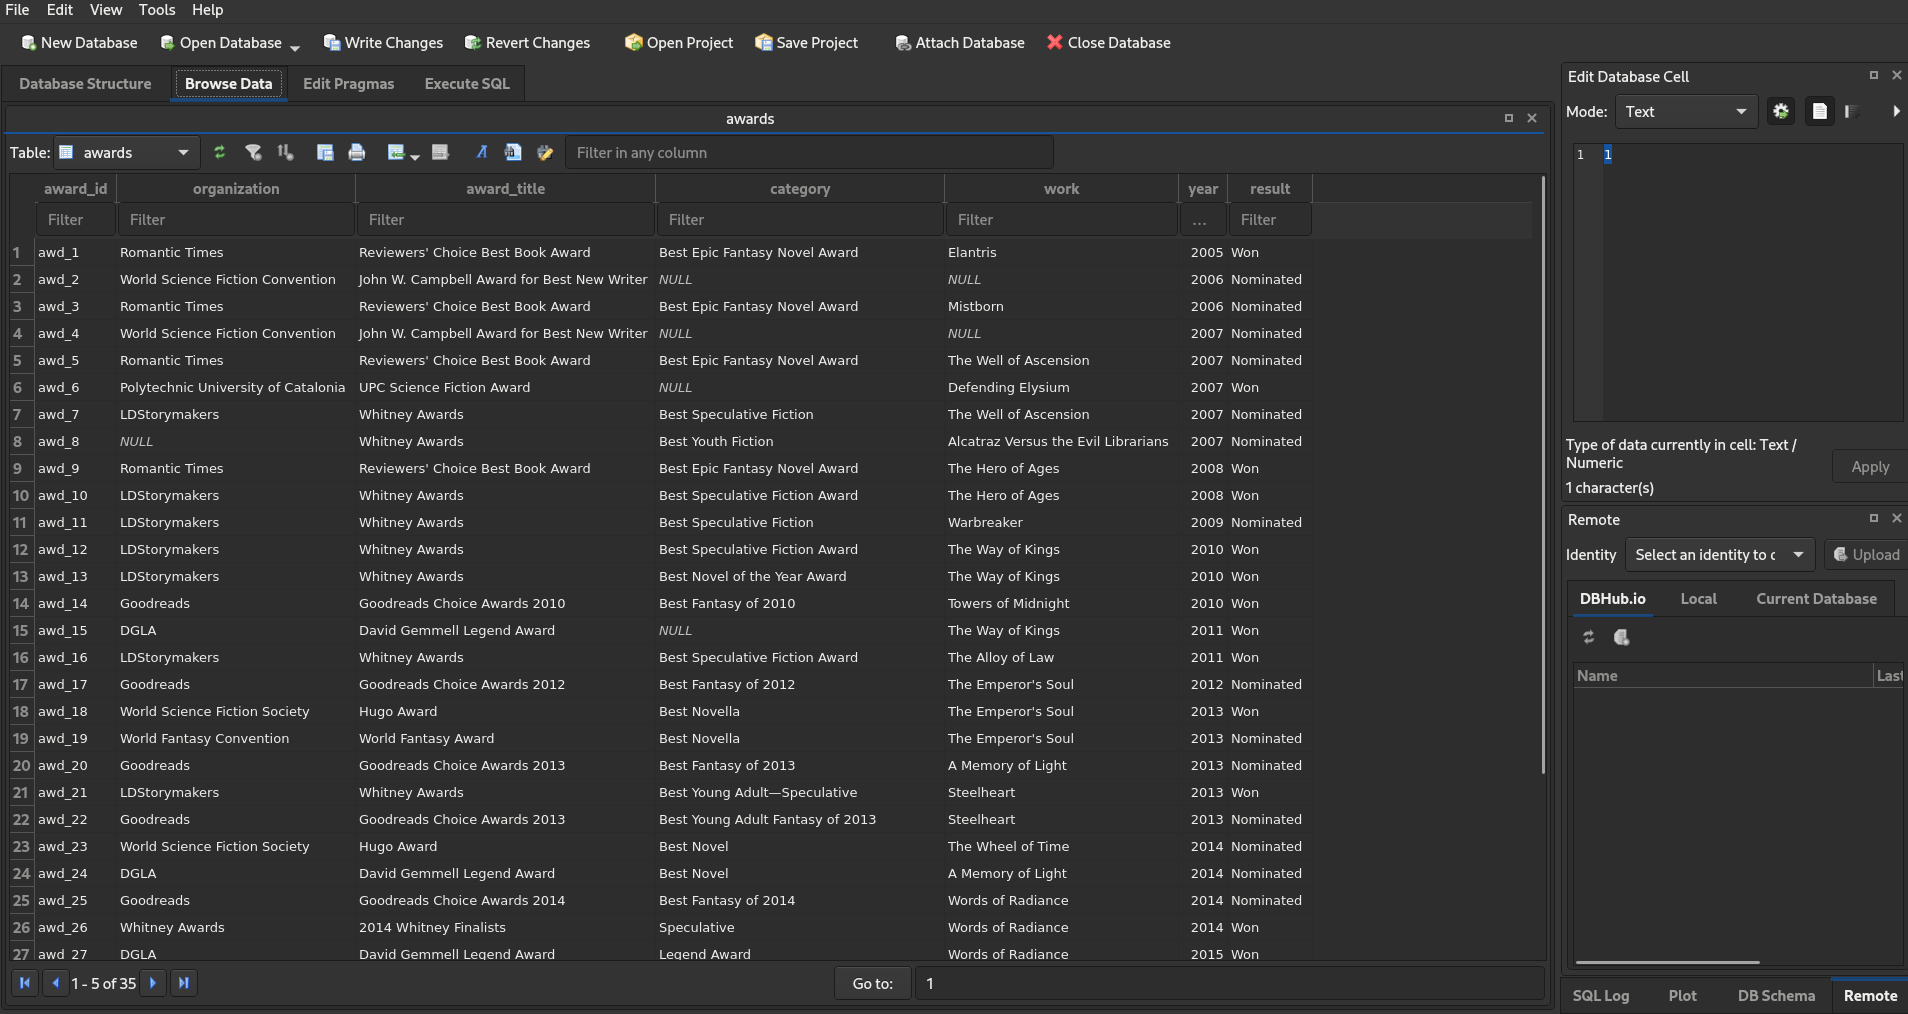 File Edit View Tools Help
New Database Open Database Write Changes Revert Changes Open Project Save Project Attach Database Close Database
Database Structure Browse Data Edit Pragmas Execute SQL
awards
Table: awards Filter in any column
award_id organization award_title category work year result
Filter Filter Filter Filter Filter ... Filter
1 awd_1 Romantic Times Reviewers' Choice Best Book Award Best Epic Fantasy Novel Award Elantris 2005 Won
2 awd_2 World Science Fiction Convention John W. Campbell Award for Best New Writer NULL NULL 2006 Nominated
3 awd_3 Romantic Times Reviewers' Choice Best Book Award Best Epic Fantasy Novel Award Mistborn 2006 Nominated
4 awd_4 World Science Fiction Convention John W. Campbell Award for Best New Writer NULL NULL 2007 Nominated
5 awd_5 Romantic Times Reviewers' Choice Best Book Award Best Epic Fantasy Novel Award The Well of Ascension 2007 Nominated
6 awd_6 Polytechnic University of Catalonia UPC Science Fiction Award NULL Defending Elysium 2007 Won
7 awd_7 LDStorymakers Whitney Awards Best Speculative Fiction The Well of Ascension 2007 Nominated
8 awd_8 NULL Whitney Awards Best Youth Fiction Alcatraz Versus the Evil Librarians 2007 Nominated
9 awd_9 Romantic Times Reviewers' Choice Best Book Award Best Epic Fantasy Novel Award The Hero of Ages 2008 Won
10 awd_10 LDStorymakers Whitney Awards Best Speculative Fiction Award The Hero of Ages 2008 Won
11 awd_11 LDStorymakers Whitney Awards Best Speculative Fiction Warbreaker 2009 Nominated
12 awd_12 LDStorymakers Whitney Awards Best Speculative Fiction Award The Way of Kings 2010 Won
13 awd_13 LDStorymakers Whitney Awards Best Novel of the Year Award The Way of Kings 2010 Won
14 awd_14 Goodreads Goodreads Choice Awards 2010 Best Fantasy of 2010 Towers of Midnight 2010 Won
15 awd_15 DGLA David Gemmell Legend Award NULL The Way of Kings 2011 Won
16 awd_16 LDStorymakers Whitney Awards Best Speculative Fiction Award The Alloy of Law 2011 Won
17 awd_17 Goodreads Goodreads Choice Awards 2012 Best Fantasy of 2012 The Emperor's Soul 2012 Nominated
18 awd_18 World Science Fiction Society Hugo Award Best Novella The Emperor's Soul 2013 Won
19 awd_19 World Fantasy Convention World Fantasy Award Best Novella The Emperor's Soul 2013 Nominated
20 awd_20 Goodreads Goodreads Choice Awards 2013 Best Fantasy of 2013 A Memory of Light 2013 Nominated
21 awd_21 LDStorymakers Whitney Awards Best Young Adult—Speculative Steelheart 2013 Won
22 awd_22 Goodreads Goodreads Choice Awards 2013 Best Young Adult Fantasy of 2013 Steelheart 2013 Nominated
23 awd_23 World Science Fiction Society Hugo Award Best Novel The Wheel of Time 2014 Nominated
24 awd_24 DGLA David Gemmell Legend Award Best Novel A Memory of Light 2014 Nominated
25 awd_25 Goodreads Goodreads Choice Awards 2014 Best Fantasy of 2014 Words of Radiance 2014 Nominated
26 awd_26 Whitney Awards 2014 Whitney Finalists Speculative Words of Radiance 2014 Won
27 awd_27 DGLA David Gemmell Legend Award Legend Award Words of Radiance 2015 Won
1 - 5 of 35 Go to: 1
Edit Database Cell
Mode: Text
1 1
Type of data currently in cell: Text /
Numeric
Apply
1 character(s)
Remote
Identity Select an identity to c Upload
DBHub.io Local Current Database
Name Last
SQL Log Plot DB Schema Remote